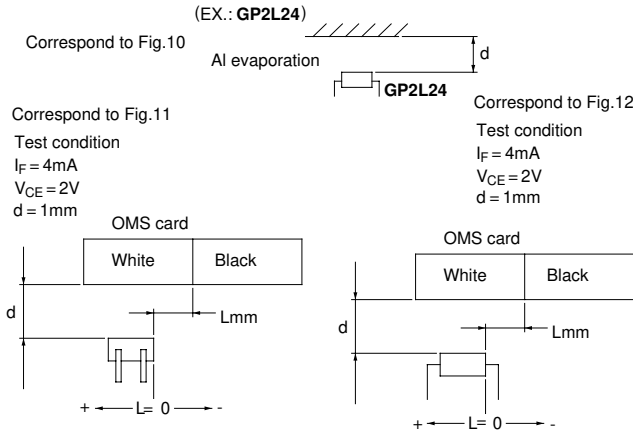 (EX.: GP2L24)
Correspond to Fig.10
d
Al evaporation
GP2L24
Correspond to Fig.11
Test condition
IF = 4mA
VCE = 2V
d = 1mm
OMS card
White Black
d
Lmm
+ L= 0 -
Correspond to Fig.12
Test condition
IF = 4mA
VCE = 2V
d = 1mm
OMS card
White Black
d
Lmm
+ L= 0 -